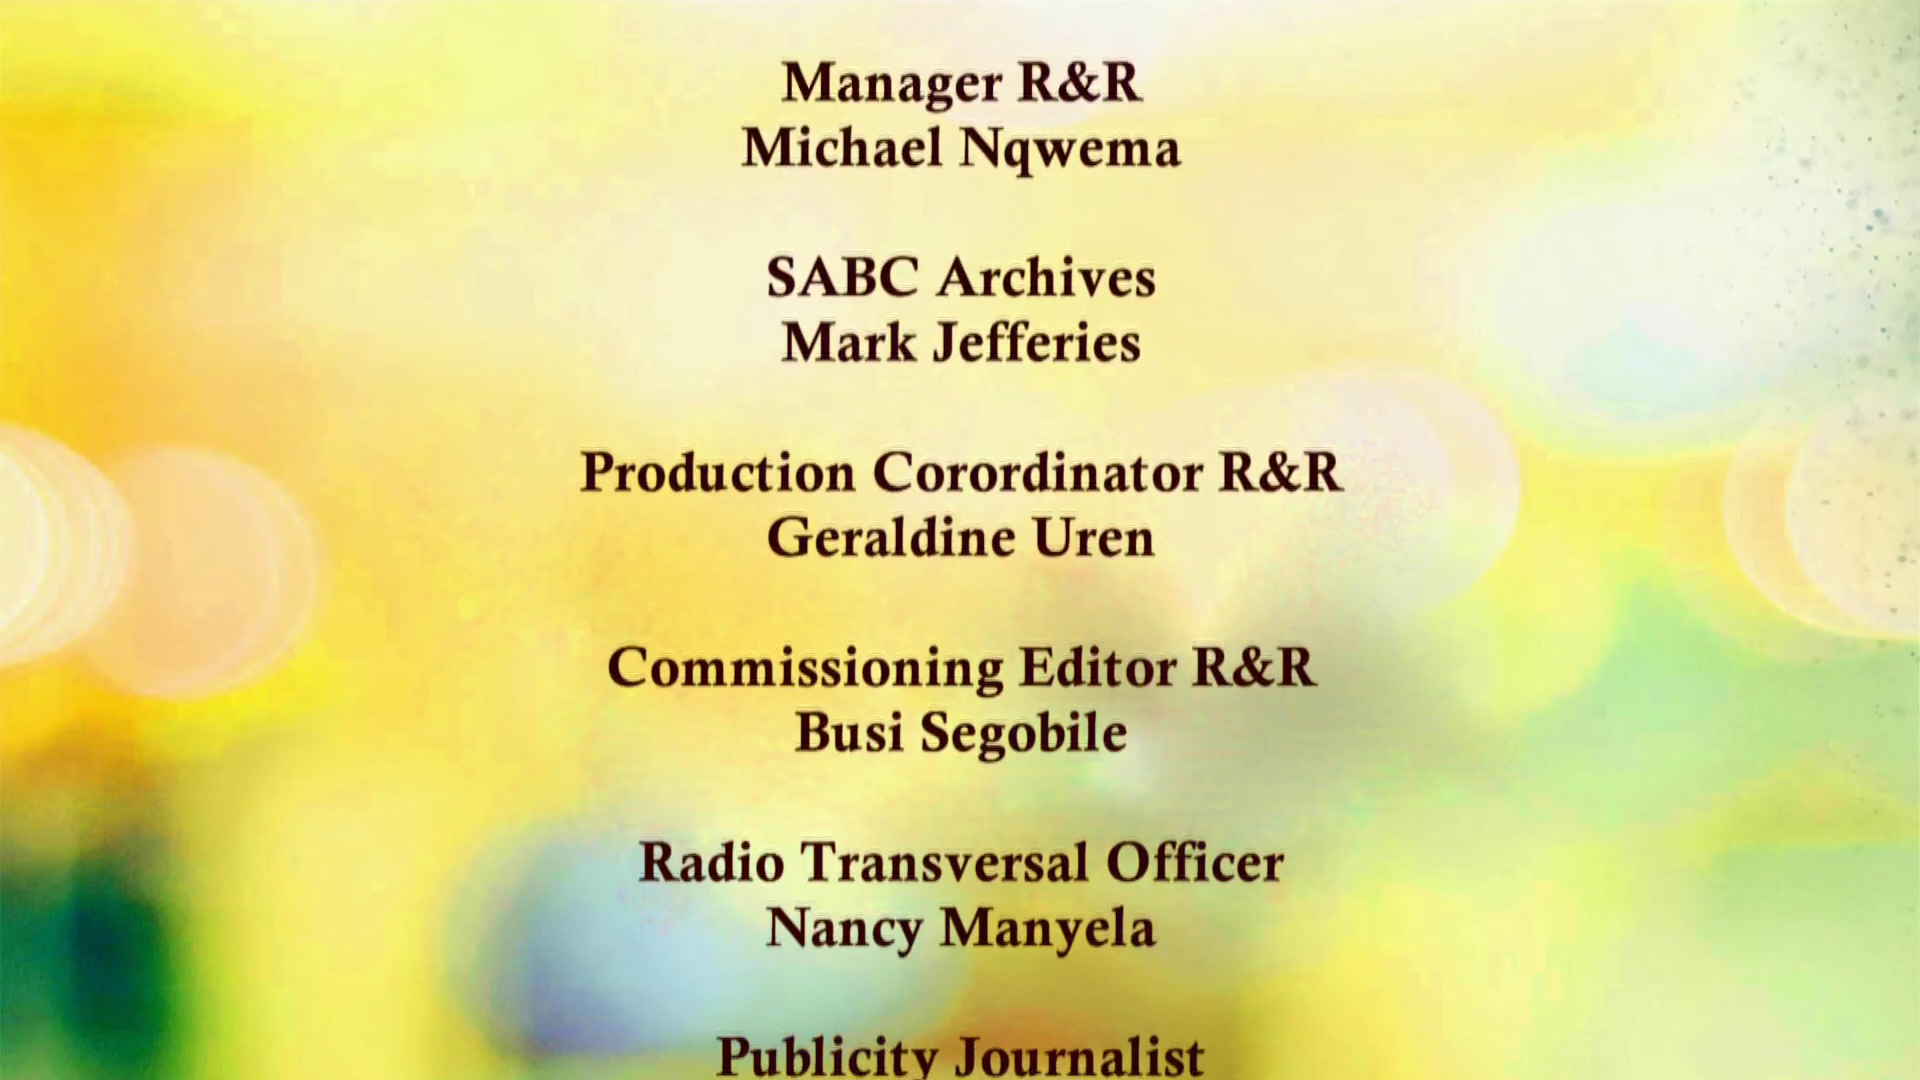 Manager R&R
Michael Nqwema
SABC Archives
Mark Jefferies
Production Corordinator R&R
Geraldine Uren
Commissioning Editor R&R
Busi Segobile
Radio Transversal Officer
Nancy Manyela
Publicity Journalist